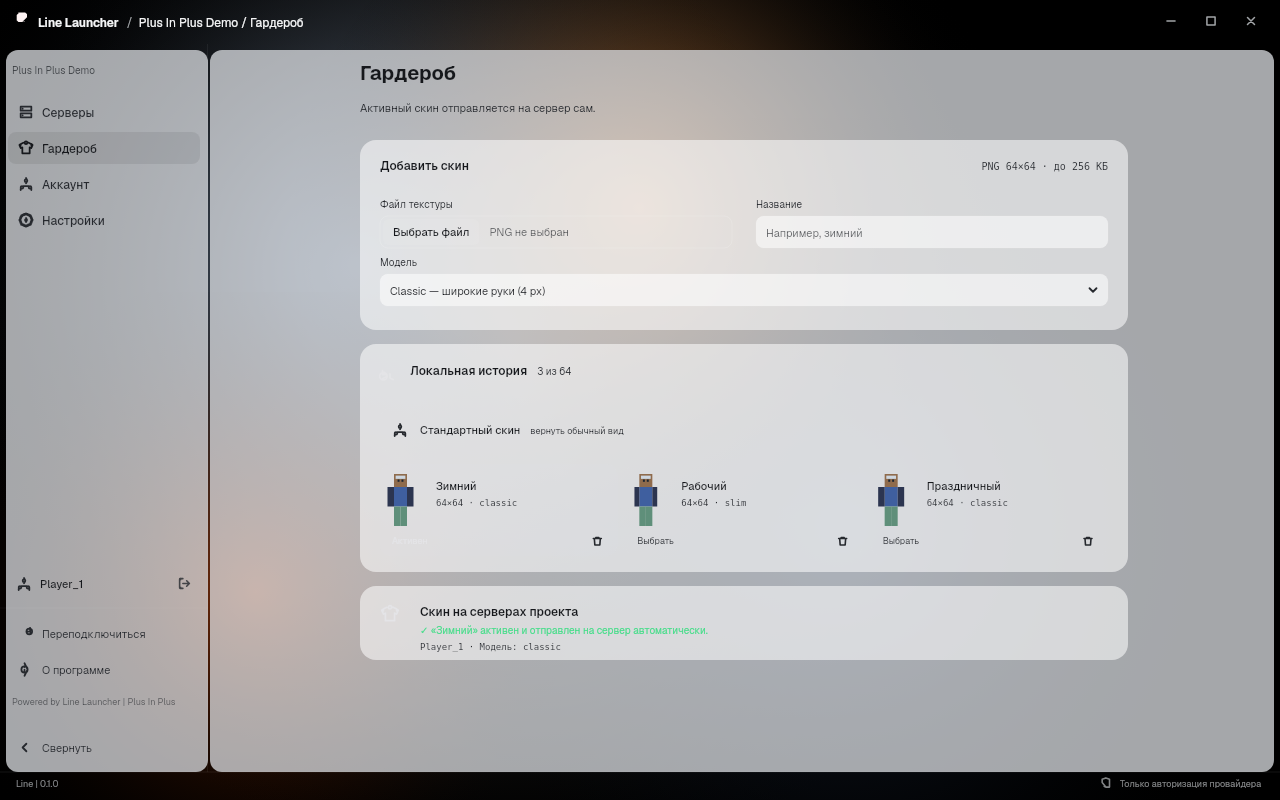 Line Launcher / Plus In Plus Demo / Гардероб
Plus In Plus Demo
Серверы
Гардероб
Аккаунт
Настройки
Player_1
Переподключиться
О программе
Powered by Line Launcher | Plus In Plus
Свернуть
Гардероб
Активный скин отправляется на сервер сам.
Добавить скин
PNG 64×64 · до 256 КБ
Файл текстуры
Название
Выбрать файл PNG не выбран
Например, зимний
Модель
Classic — широкие руки (4 px)
Локальная история 3 из 64
Стандартный скин вернуть обычный вид
Зимний
64×64 · classic
Рабочий
64×64 · slim
Выбрать
Праздничный
64×64 · classic
Выбрать
Скин на серверах проекта
✓ «Зимний» активен и отправлен на сервер автоматически.
Player_1 · Модель: classic
Line | 0.1.0
Только авторизация провайдера